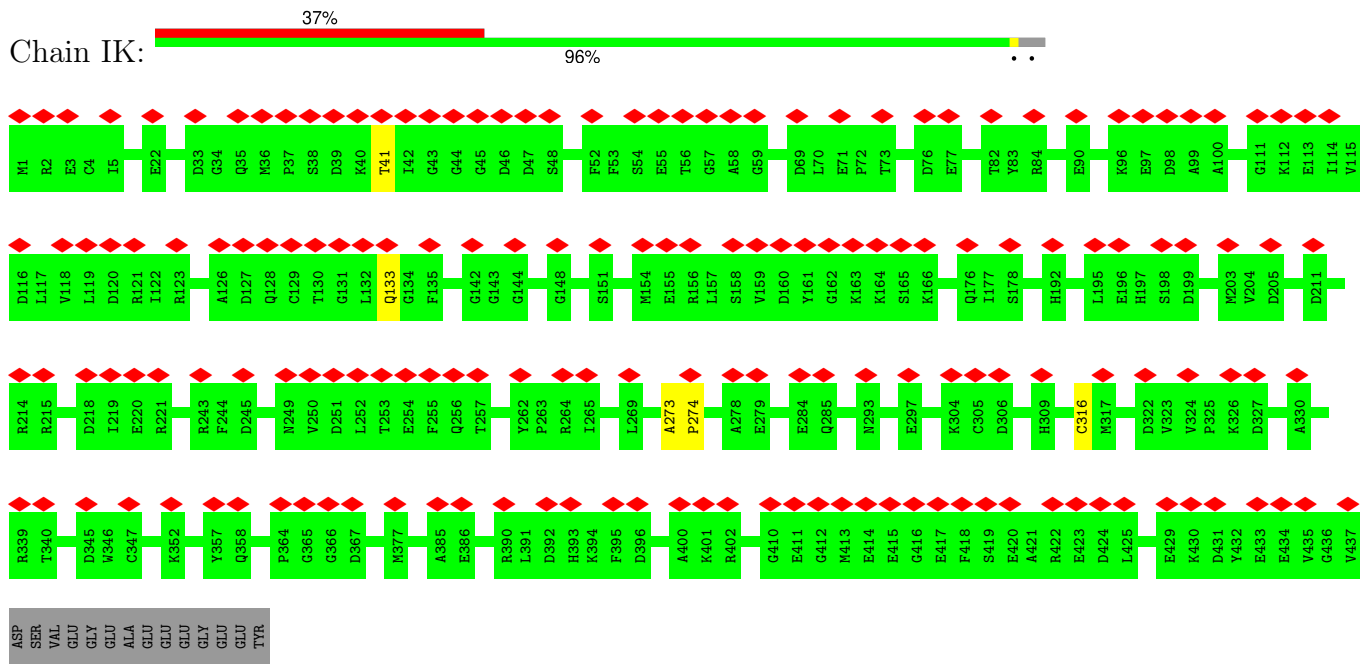 37%
Chain IK:
96%
• •
M1 R2 E3 C4 I5 E22 D33 G34 Q35 M36 P37 S38 D39 K40 T41 I42 G43 G44 G45 D46 D47 S48 F52 F53 S54 E55 T56 G57 A58 G59 D69 L70 E71 P72 T73 D76 E77 T82 Y83 R84 E90 K96 E97 D98 A99 A100 G111 K112 E113 I114 V115
D116 L117 V118 L119 D120 R121 I122 R123 A126 D127 Q128 C129 T130 G131 L132 Q133 G134 F135 G142 G143 G144 G148 S151 M154 E155 R156 L157 S158 V159 D160 Y161 G162 K163 K164 S165 K166 Q176 I177 S178 H192 L195 E196 H197 S198 D199 M203 V204 D205 D211
R214 R215 D218 I219 E220 R221 R243 F244 D245 N249 V250 D251 L252 T253 E254 F255 Q256 T257 Y262 P263 R264 I265 L269 A273 P274 A278 E279 E284 Q285 N293 E297 K304 C305 D306 H309 C316 M317 D322 V323 V324 P325 K326 D327 A330
R339 T340 D345 W346 C347 K352 Y357 Q358 P364 G365 G366 D367 M377 A385 E386 R390 L391 D392 H393 K394 F395 D396 A400 K401 R402 G410 E411 G412 M413 E414 E415 G416 E417 F418 S419 E420 A421 R422 E423 D424 L425 E429 K430 D431 Y432 E433 E434 V435 G436 V437
ASP SER VAL GLU GLY GLU ALA GLU GLU GLU GLY GLU GLU TYR